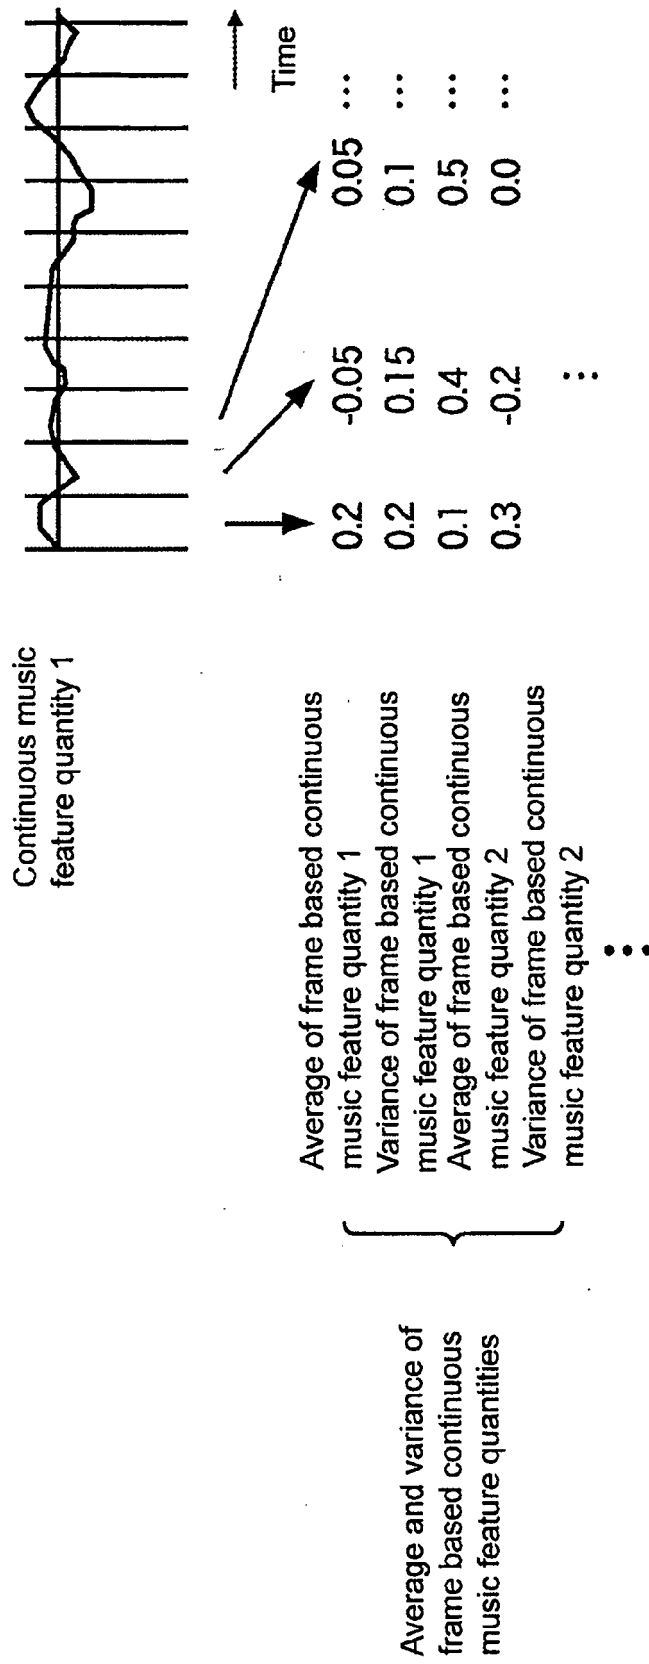 Continuous music
feature quantity 1
Time
Average and variance of
frame based continuous
music feature quantities
Average of frame based continuous
music feature quantity 1
Variance of frame based continuous
music feature quantity 1
Average of frame based continuous
music feature quantity 2
Variance of frame based continuous
music feature quantity 2
0.2 -0.05 0.05 ...
0.2 0.15 0.1 ...
0.1 0.4 0.5 ...
0.3 -0.2 0.0 ...